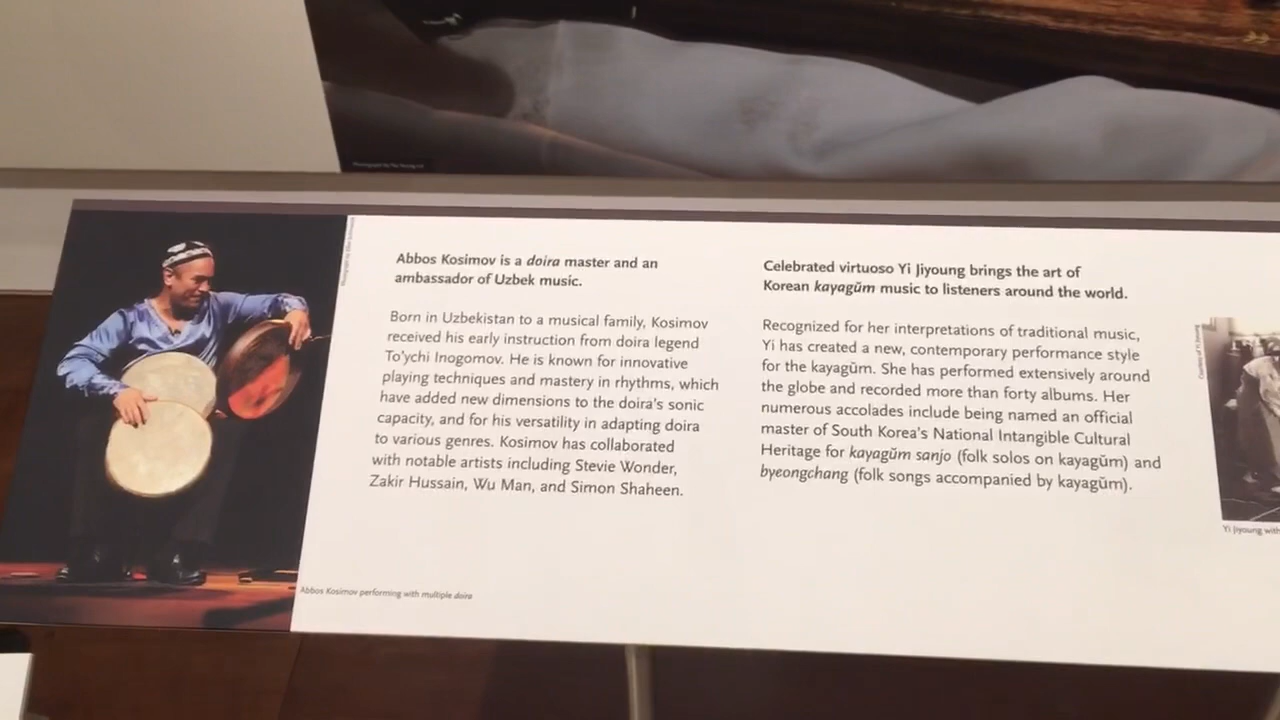 Abbos Kosimov is a doira master and an
ambassador of Uzbek music.
Born in Uzbekistan to a musical family, Kosimov
received his early instruction from doira legend
To'ychi Inogomov. He is known for innovative
playing techniques and mastery in rhythms, which
have added new dimensions to the doira's sonic
capacity, and for his versatility in adapting doira
to various genres. Kosimov has collaborated
with notable artists including Stevie Wonder,
Zakir Hussain, Wu Man, and Simon Shaheen.
Abbos Kosimov performing with multiple doira
Celebrated virtuoso Yi Jiyoung brings the art of
Korean kayagŭm music to listeners around the world.
Recognized for her interpretations of traditional music,
Yi has created a new, contemporary performance style
for the kayagŭm. She has performed extensively around
the globe and recorded more than forty albums. Her
numerous accolades include being named an official
master of South Korea's National Intangible Cultural
Heritage for kayagŭm sanjo (folk solos on kayagŭm) and
byeongchang (folk songs accompanied by kayagŭm).
Yi Jiyoung with